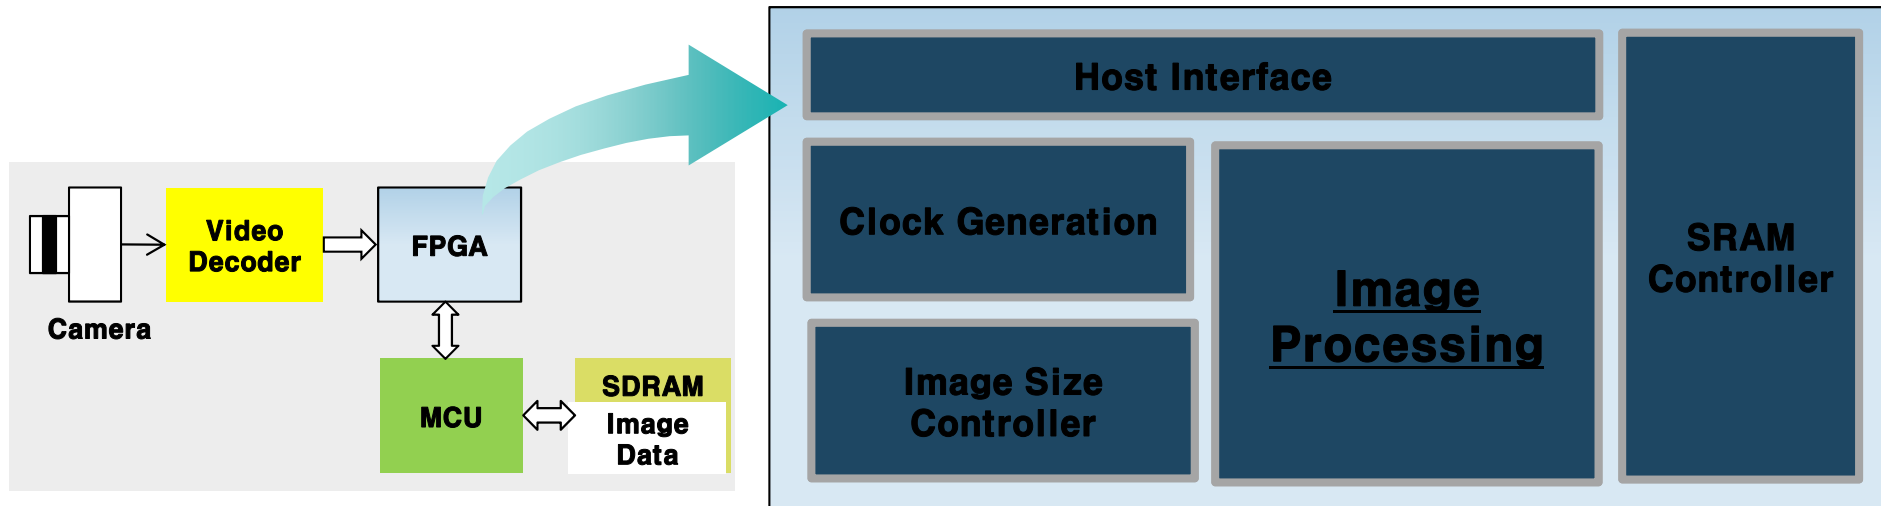 Video
Decoder
FPGA
Camera
MCU
SDRAM
Image
Data
Host Interface
Clock Generation
Image Size
Controller
Image
Processing
SRAM
Controller